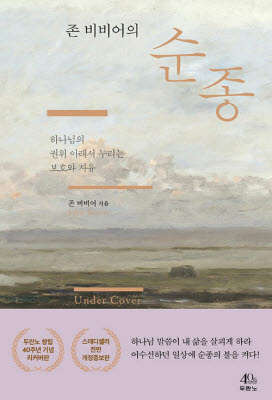 존 비비어의
순종
하나님의
권위 아래서 누리는
보호와 자유
존 비비어 지음
Under Cover
두란노 창립
40주년 기념
리커버판
스테디셀러
전면
개정증보판
하나님 말씀이 내 삶을 살피게 하라
어수선하던 일상에 순종의 불을 켜다!
40
두란노